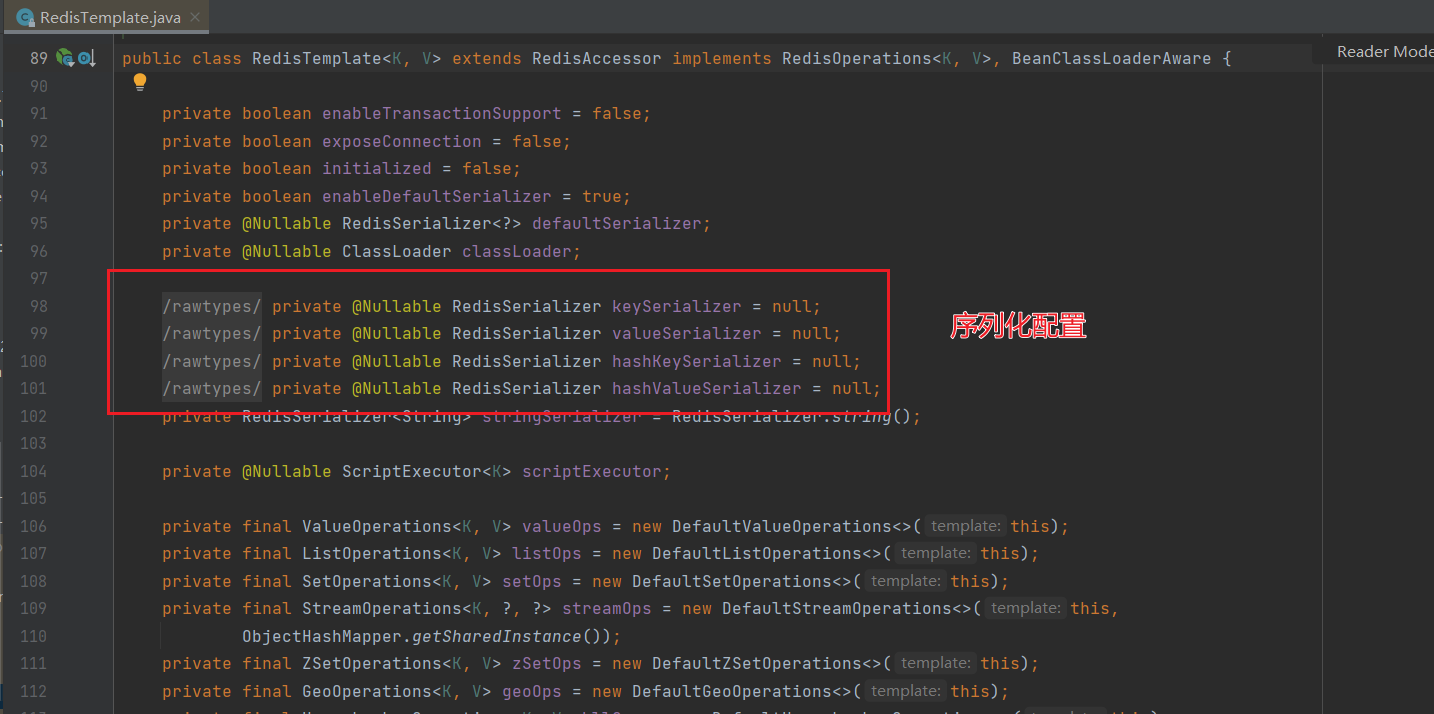 RedisTemplate.java
Reader Mode
89 public class RedisTemplate<K, V> extends RedisAccessor implements RedisOperations<K, V>, BeanClassLoaderAware {
90
91 private boolean enableTransactionSupport = false;
92 private boolean exposeConnection = false;
93 private boolean initialized = false;
94 private boolean enableDefaultSerializer = true;
95 private @Nullable RedisSerializer<?> defaultSerializer;
96 private @Nullable ClassLoader classLoader;
97
98 /rawtypes/ private @Nullable RedisSerializer keySerializer = null;
99 /rawtypes/ private @Nullable RedisSerializer valueSerializer = null;
100 /rawtypes/ private @Nullable RedisSerializer hashKeySerializer = null;
101 /rawtypes/ private @Nullable RedisSerializer hashValueSerializer = null;
序列化配置
102 private RedisSerializer<String> stringSerializer = RedisSerializer.string();
103
104 private @Nullable ScriptExecutor<K> scriptExecutor;
105
106 private final ValueOperations<K, V> valueOps = new DefaultValueOperations<>( template: this);
107 private final ListOperations<K, V> listOps = new DefaultListOperations<>( template: this);
108 private final SetOperations<K, V> setOps = new DefaultSetOperations<>( template: this);
109 private final StreamOperations<K, ?, ?> streamOps = new DefaultStreamOperations<>( template: this,
110 ObjectHashMapper.getSharedInstance());
111 private final ZSetOperations<K, V> zSetOps = new DefaultZSetOperations<>( template: this);
112 private final GeoOperations<K, V> geoOps = new DefaultGeoOperations<>( template: this);